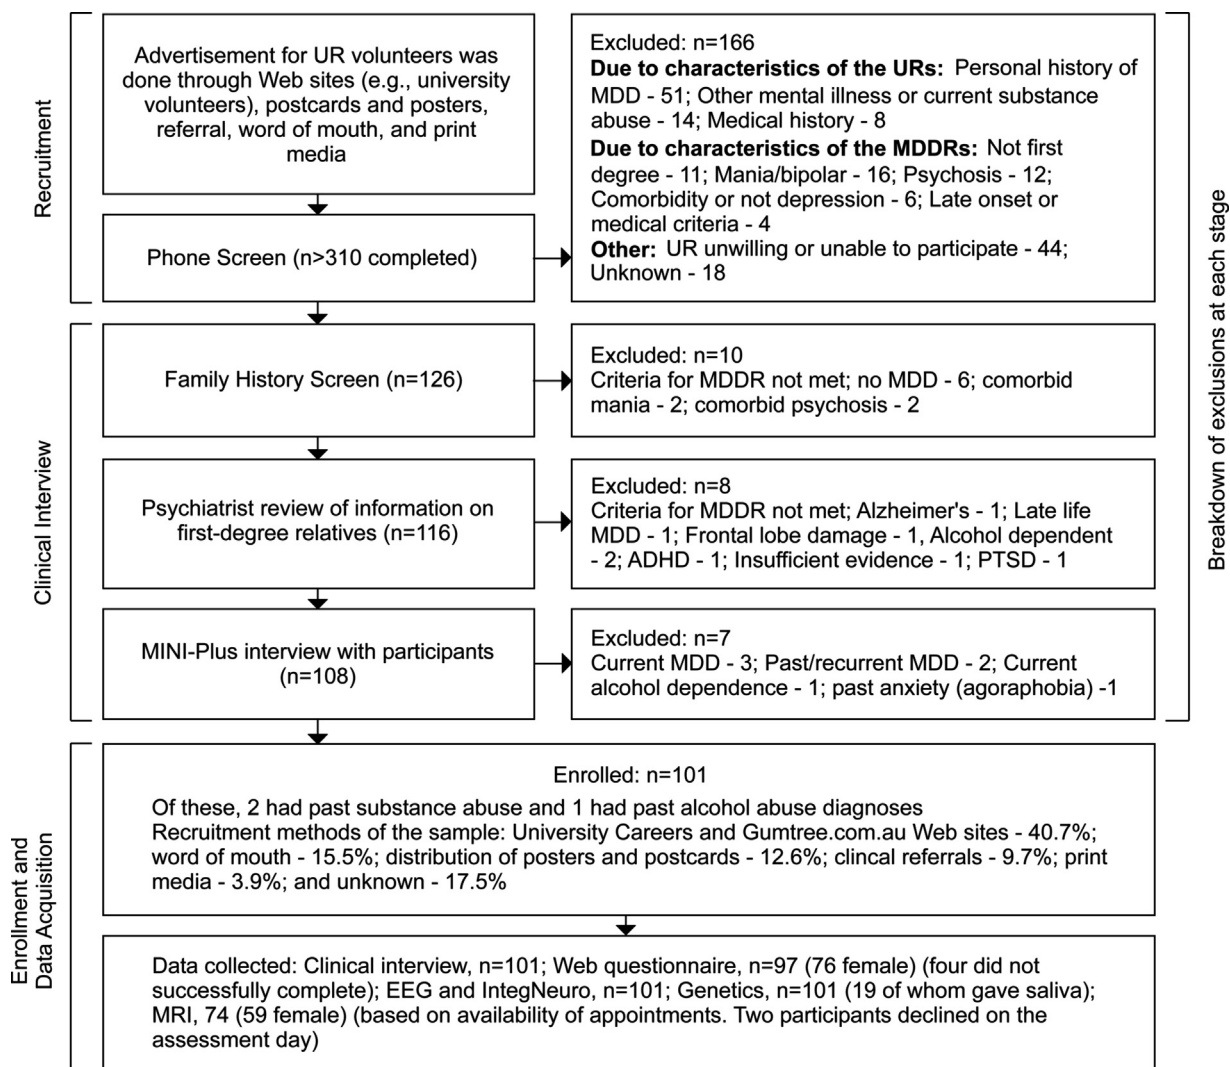 Recruitment
Advertisement for UR volunteers was
done through Web sites (e.g., university
volunteers), postcards and posters,
referral, word of mouth, and print
media
Phone Screen (n>310 completed)
Excluded: n=166
Due to characteristics of the URs: Personal history of
MDD - 51; Other mental illness or current substance
abuse - 14; Medical history - 8
Due to characteristics of the MDDRs: Not first
degree - 11; Mania/bipolar - 16; Psychosis - 12;
Comorbidity or not depression - 6; Late onset or
medical criteria - 4
Other: UR unwilling or unable to participate - 44;
Unknown - 18
Breakdown of exclusions at each stage
Clinical Interview
Family History Screen (n=126)
Excluded: n=10
Criteria for MDDR not met; no MDD - 6; comorbid
mania - 2; comorbid psychosis - 2
Psychiatrist review of information on
first-degree relatives (n=116)
Excluded: n=8
Criteria for MDDR not met; Alzheimer's - 1; Late life
MDD - 1; Frontal lobe damage - 1, Alcohol dependent
- 2; ADHD - 1; Insufficient evidence - 1; PTSD - 1
MINI-Plus interview with participants
(n=108)
Excluded: n=7
Current MDD - 3; Past/recurrent MDD - 2; Current
alcohol dependence - 1; past anxiety (agoraphobia) -1
Enrollment and
Data Acquisition
Enrolled: n=101
Of these, 2 had past substance abuse and 1 had past alcohol abuse diagnoses
Recruitment methods of the sample: University Careers and Gumtree.com.au Web sites - 40.7%;
word of mouth - 15.5%; distribution of posters and postcards - 12.6%; clincal referrals - 9.7%; print
media - 3.9%; and unknown - 17.5%
Data collected: Clinical interview, n=101; Web questionnaire, n=97 (76 female) (four did not
successfully complete); EEG and IntegNeuro, n=101; Genetics, n=101 (19 of whom gave saliva);
MRI, 74 (59 female) (based on availability of appointments. Two participants declined on the
assessment day)